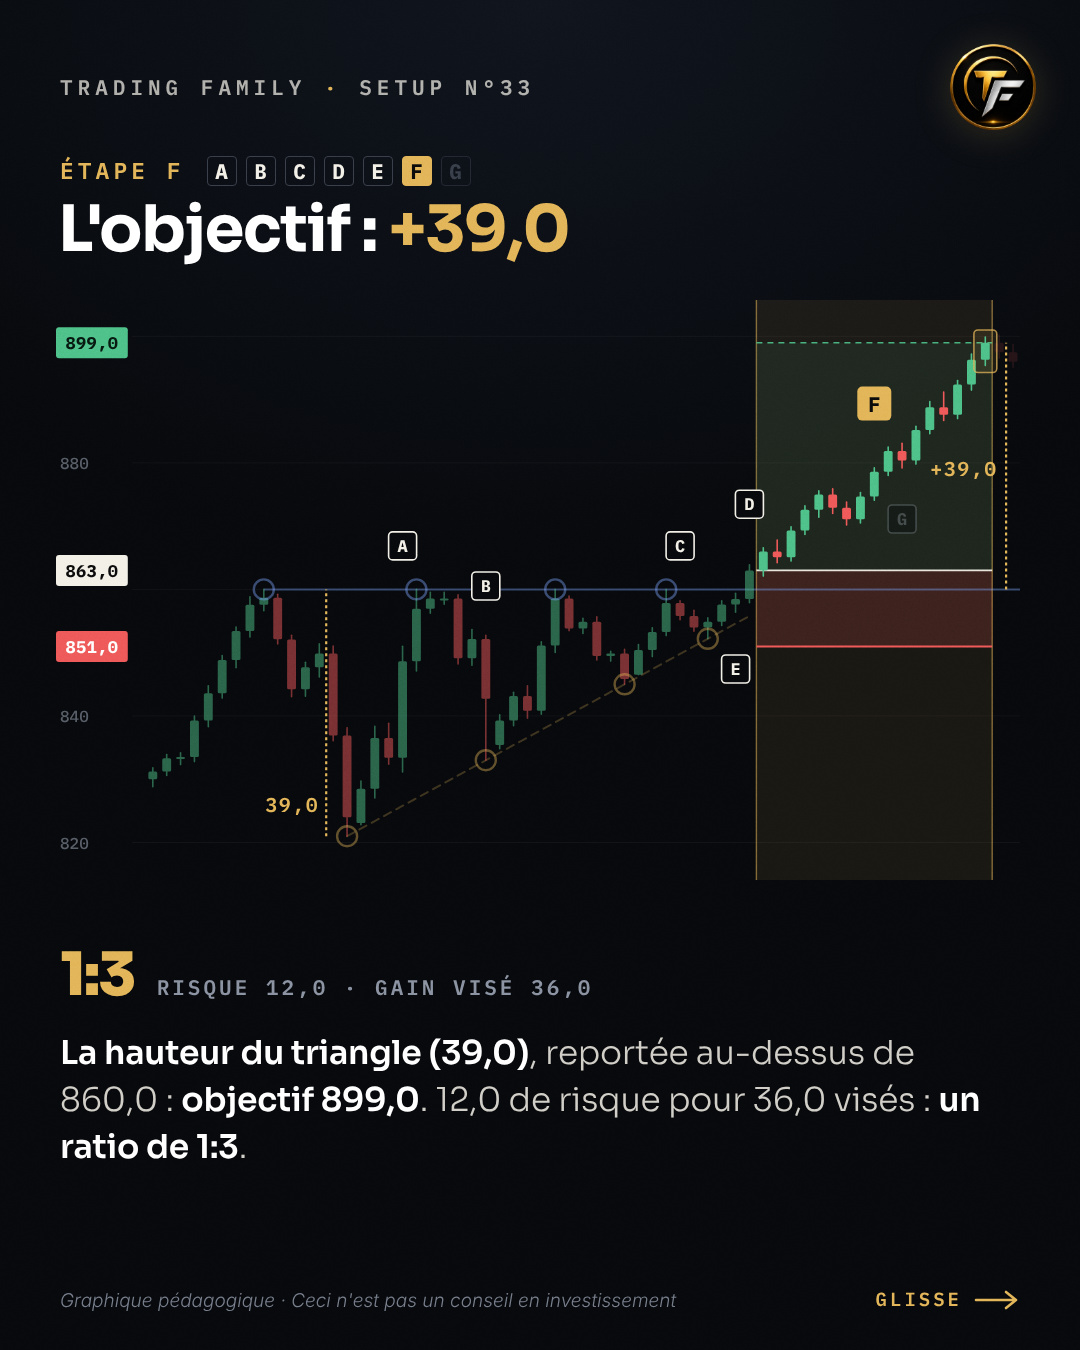 TRADING FAMILY · SETUP N°33
TF
ÉTAPE F A B C D E F G
L'objectif : +39,0
899,0
F
880
+39,0
D
G
A
C
863,0
B
851,0
E
840
39,0
820
1:3 RISQUE 12,0 · GAIN VISÉ 36,0
La hauteur du triangle (39,0), reportée au-dessus de
860,0 : objectif 899,0. 12,0 de risque pour 36,0 visés : un
ratio de 1:3.
Graphique pédagogique · Ceci n'est pas un conseil en investissement
GLISSE →